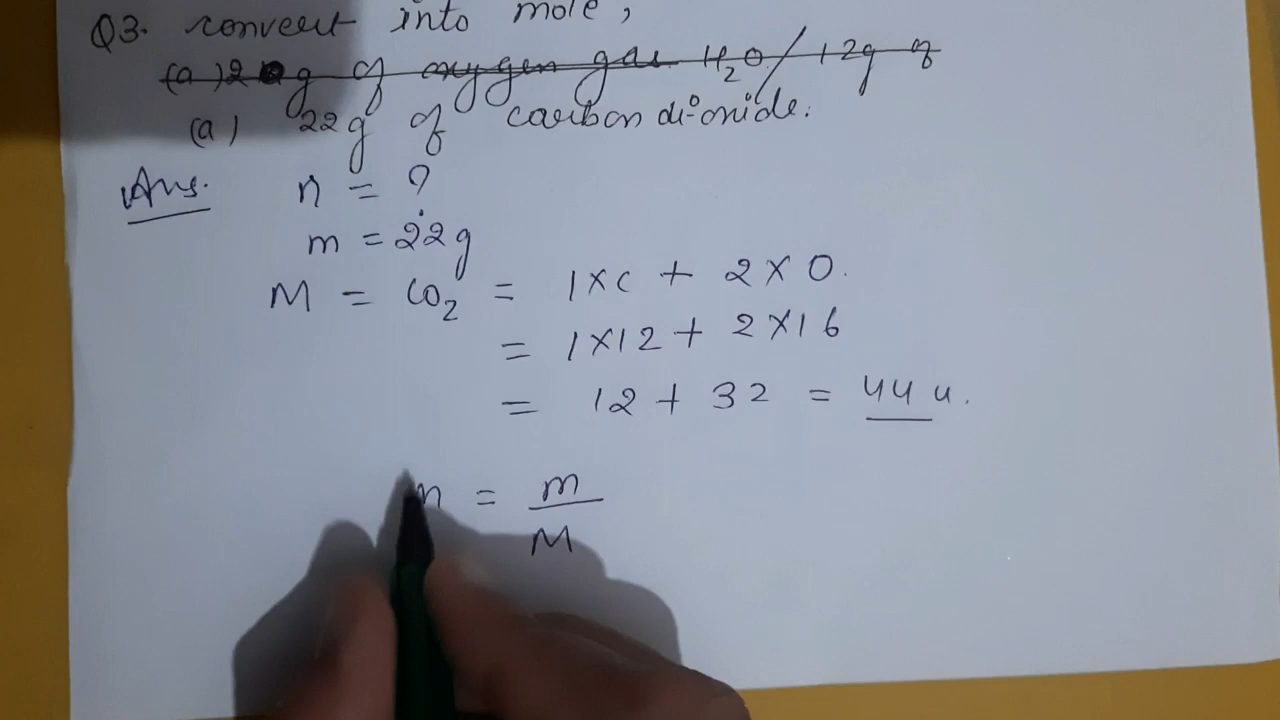 Q3. convert into mole,
(a) 2 g of oxygen gas H2O/12g of
(a) 22g of carbon di-oxide.
Ans. n = ?
m = 22g
M = CO2 = 1×C + 2×O.
= 1×12 + 2×16
= 12 + 32 = 44 u.
n = m/M